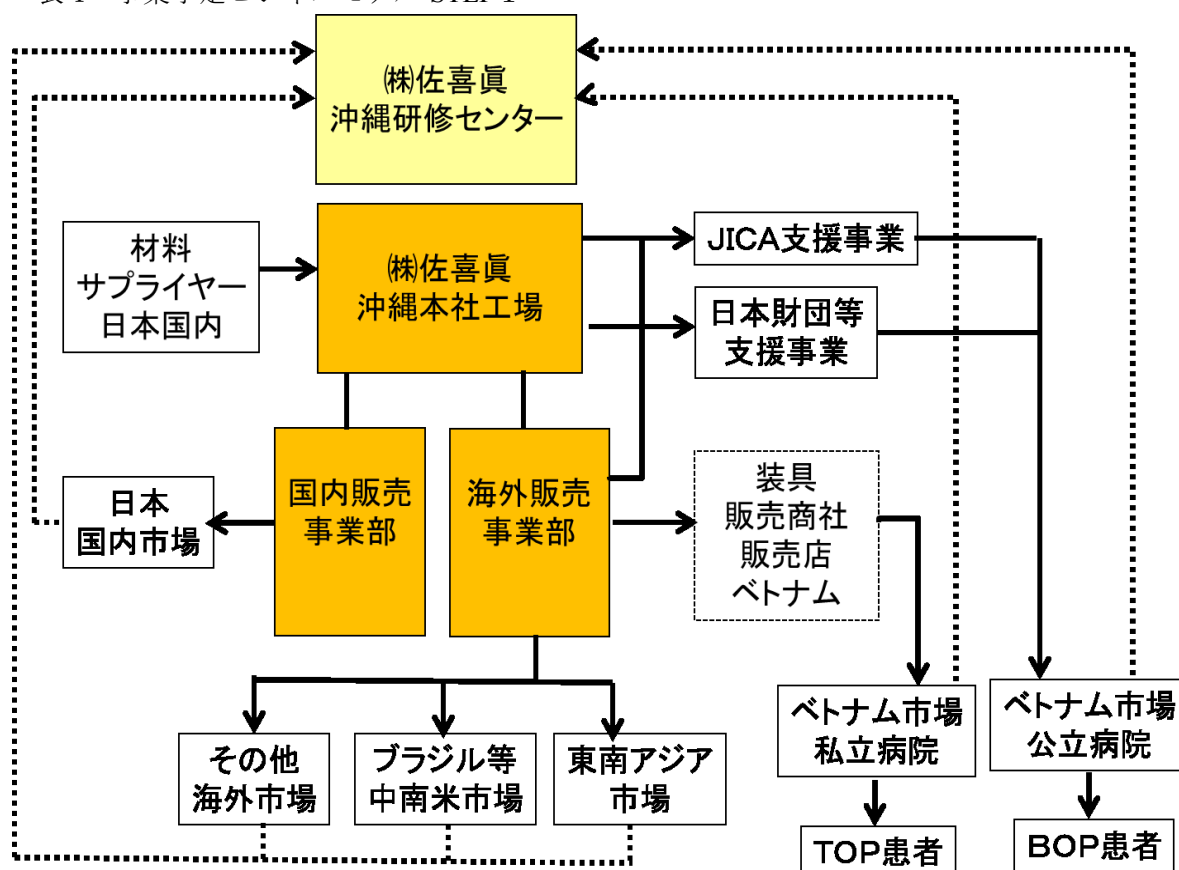 ㈱佐喜眞
沖縄研修センター
材料
サプライヤー
日本国内
㈱佐喜眞
沖縄本社工場
JICA支援事業
日本財団等
支援事業
国内販売
事業部
海外販売
事業部
日本
国内市場
装具
販売商社
販売店
ベトナム
その他
海外市場
ブラジル等
中南米市場
東南アジア
市場
ベトナム市場
私立病院
ベトナム市場
公立病院
TOP患者
BOP患者